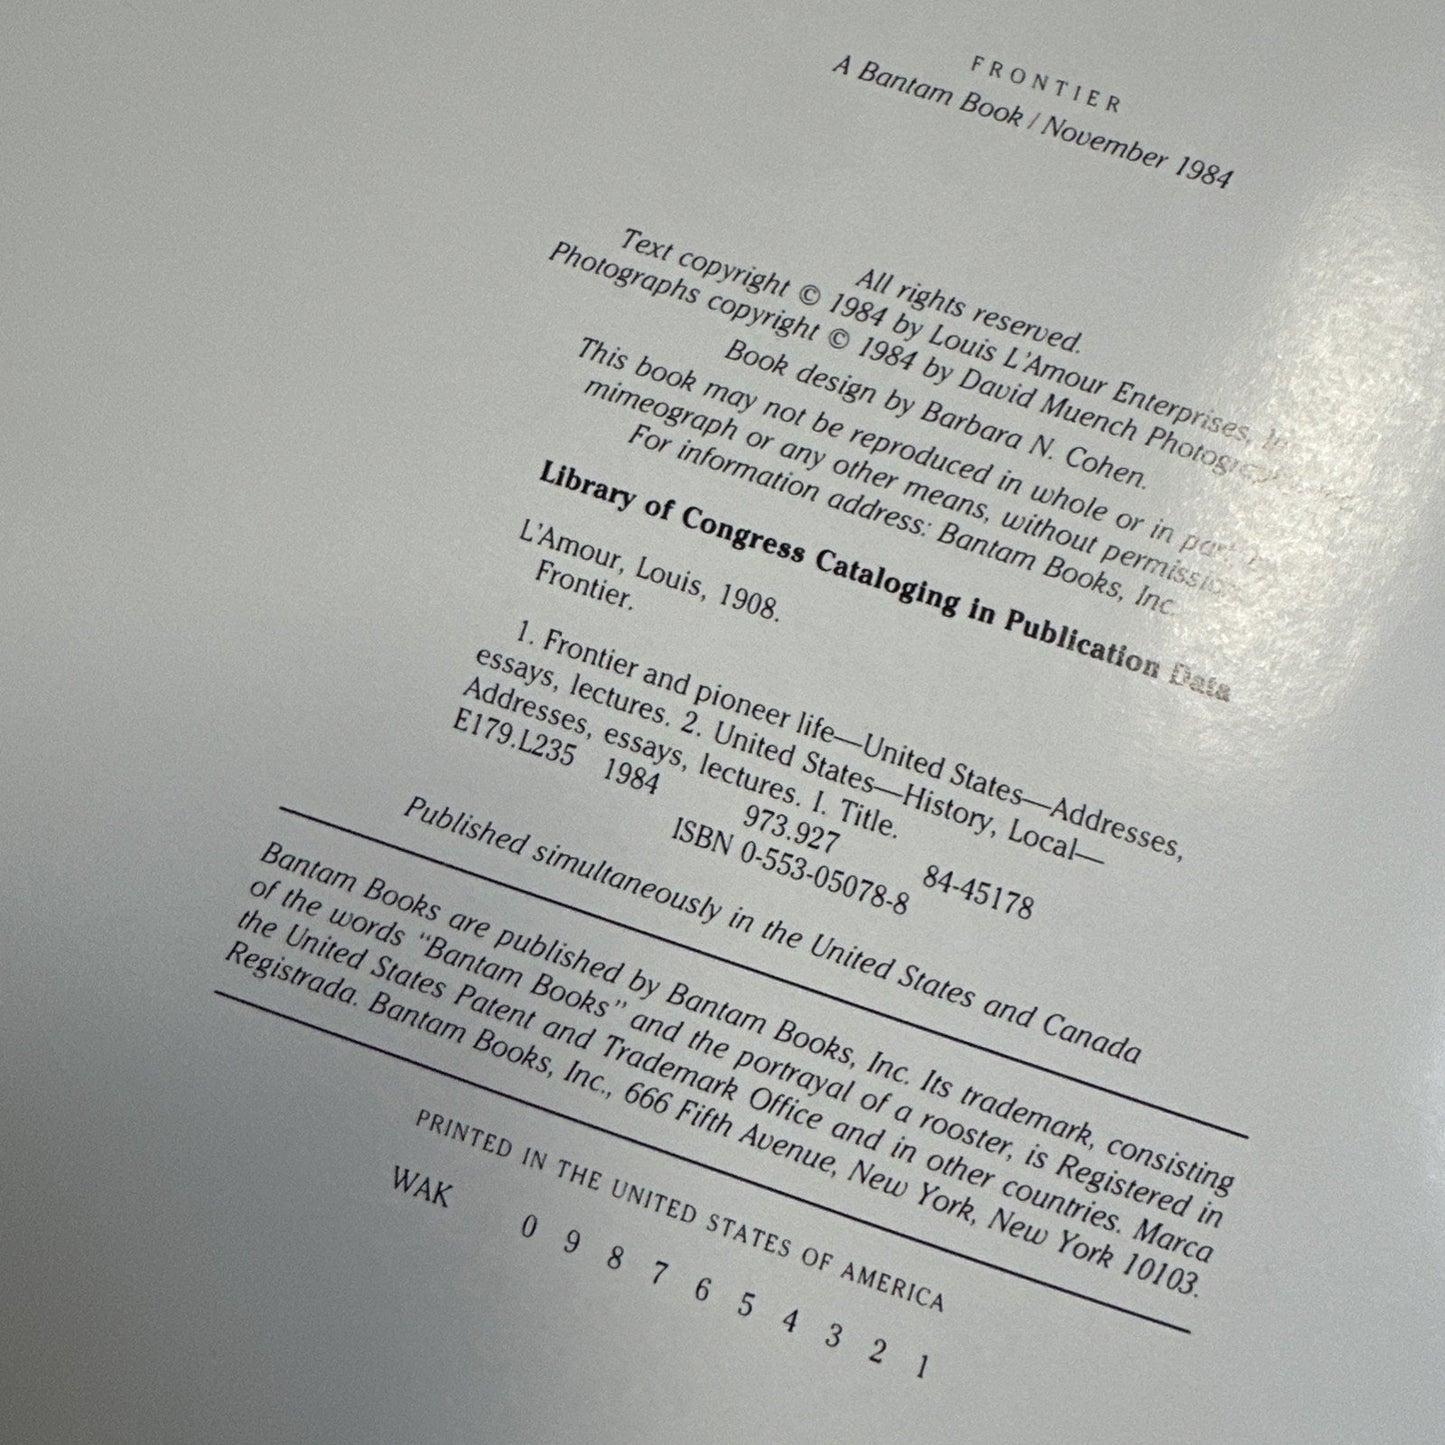 FRONTIER
A Bantam Book / November 1984
All rights reserved.
Text copyright © 1984 by Louis L'Amour Enterprises,
Photographs copyright © 1984 by David Muench
Book design by Barbara N. Cohen.
This book may not be reproduced in whole or in
mimeograph or any other means, without permission,
For information address: Bantam Books, Inc.
Library of Congress Cataloging in Publication Data
L'Amour, Louis, 1908.
Frontier.
1. Frontier and pioneer life—United States—Addresses,
essays, lectures. 2. United States—History, Local—
Addresses, essays, lectures. I. Title.
E179.L235 1984 973.927 84-45178
ISBN 0-553-05078-8
Published simultaneously in the United States and Canada
Bantam Books are published by Bantam Books, Inc. Its trademark, consisting
of the words "Bantam Books" and the portrayal of a rooster, is Registered in
the United States Patent and Trademark Office and in other countries. Marca
Registrada. Bantam Books, Inc., 666 Fifth Avenue, New York, New York 10103.
PRINTED IN THE UNITED STATES OF AMERICA
WAK 0 9 8 7 6 5 4 3 2 1